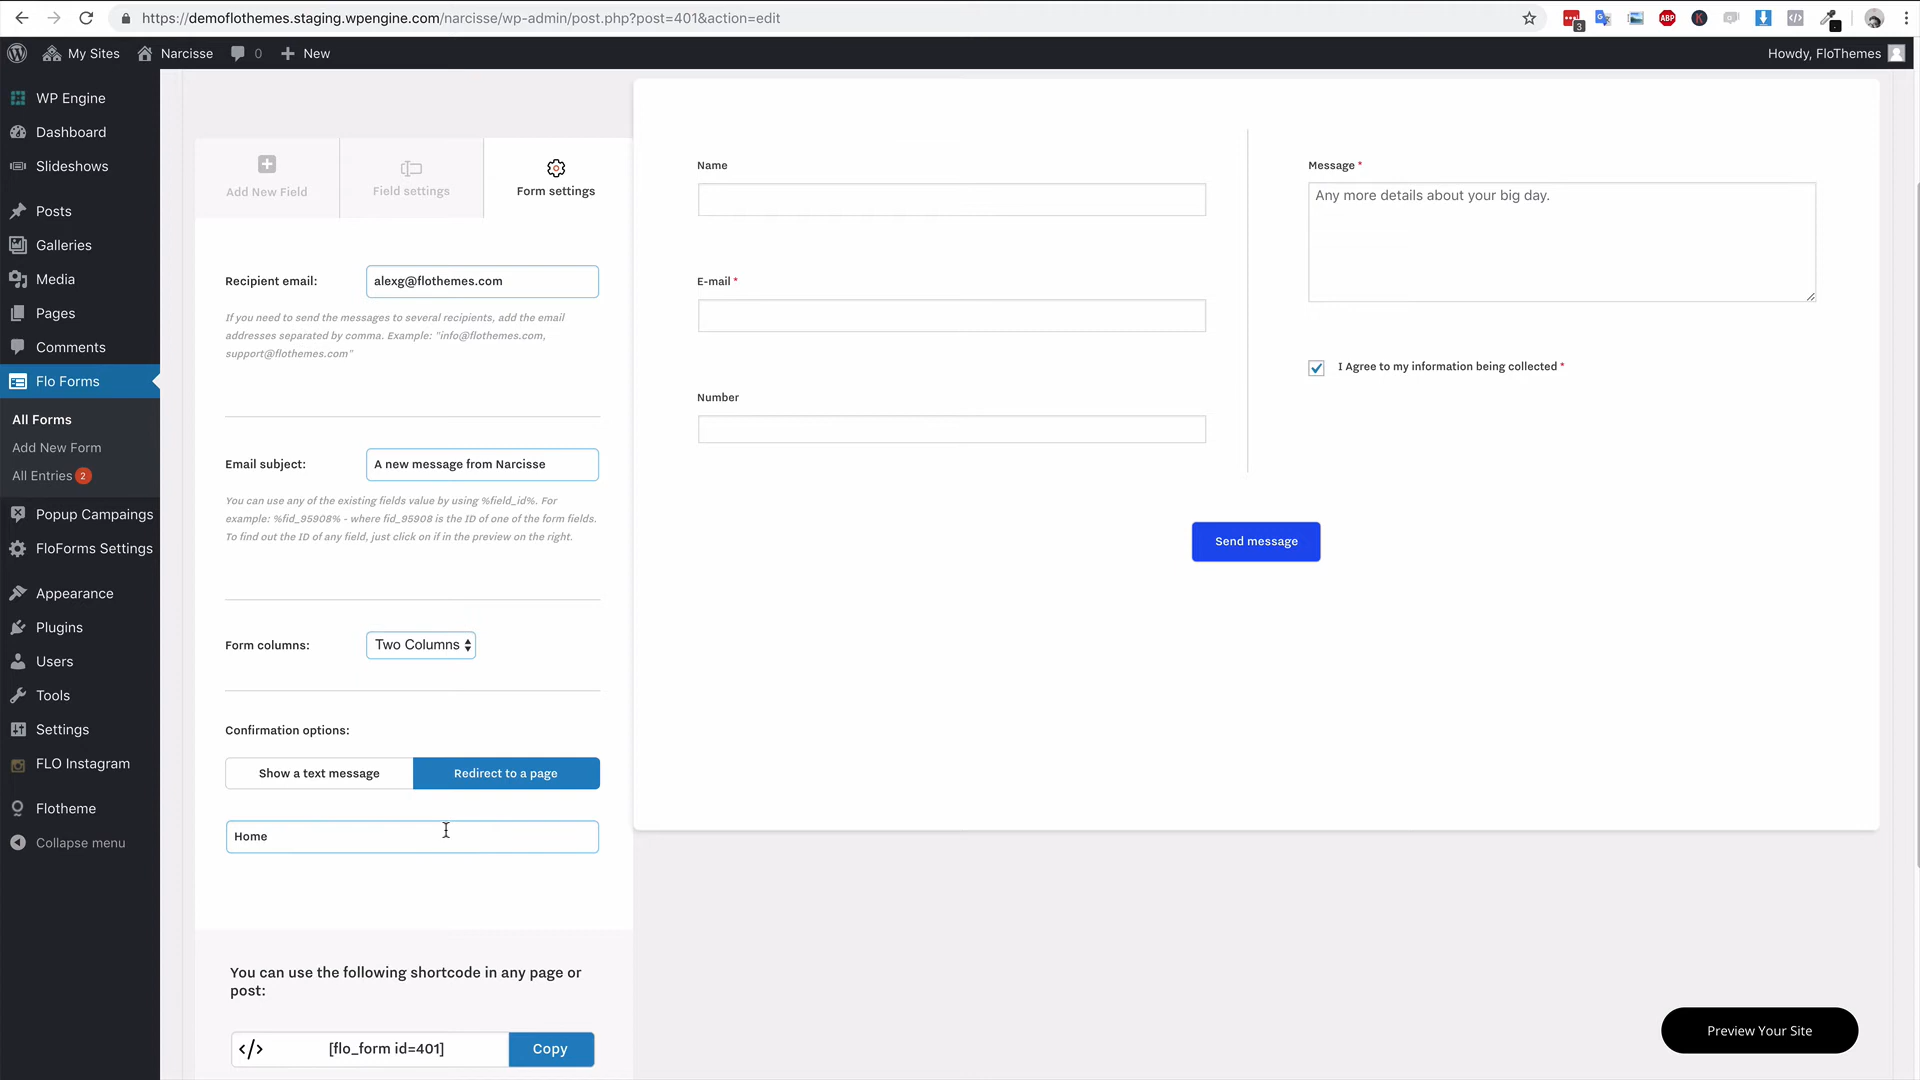 https://demoflothemes.staging.wpengine.com/narcisse/wp-admin/post.php?post=401&action=edit
3
ABP
K
My Sites
Narcisse
0
New
Howdy, FloThemes
WP Engine
Dashboard
Slideshows
Posts
Galleries
Media
Pages
Comments
Flo Forms
All Forms
Add New Form
All Entries 2
Popup Campaings
FloForms Settings
Appearance
Plugins
Users
Tools
Settings
FLO Instagram
Flotheme
Collapse menu
Add New Field
Field settings
Form settings
Recipient email:
alexg@flothemes.com
If you need to send the messages to several recipients, add the email
addresses separated by comma. Example: "info@flothemes.com,
support@flothemes.com"
Email subject:
A new message from Narcisse
You can use any of the existing fields value by using %field_id%. For
example: %fid_95908% - where fid_95908 is the ID of one of the form fields.
To find out the ID of any field, just click on if in the preview on the right.
Form columns:
Two Columns
Confirmation options:
Show a text message
Redirect to a page
Home
You can use the following shortcode in any page or
post:
</>
[flo_form id=401]
Copy
Name
E-mail *
Number
Message *
Any more details about your big day.
I Agree to my information being collected *
Send message
Preview Your Site